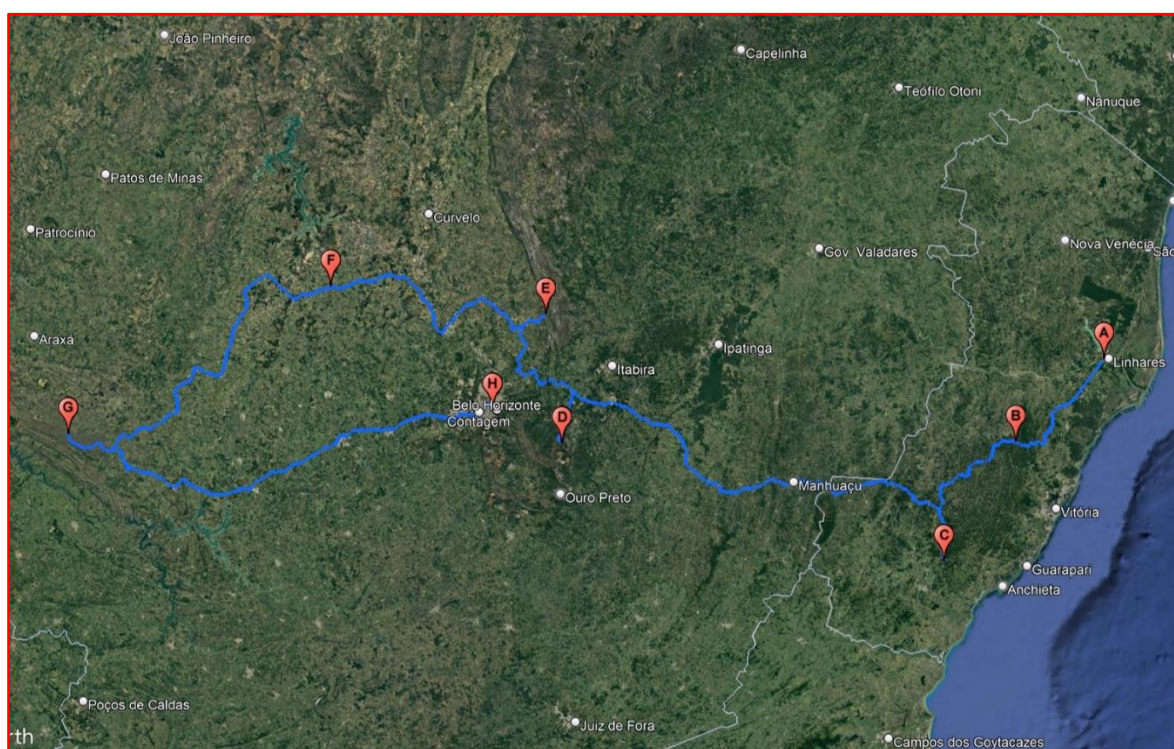 João Pinheiro
Capelinha
Teófilo Otoni
Nanuque
Patos de Minas
Curvelo
Patrocínio
Gov. Valadares
Nova Venécia
São
F
E
Araxá
A
Ipatinga
Linhares
Itabira
H
G
Belo Horizonte
B
Contagem
D
Manhuaçu
Ouro Preto
Vitória
C
Guarapari
Anchieta
Poços de Caldas
Juiz de Fora
rth
Campos dos Goytacazes